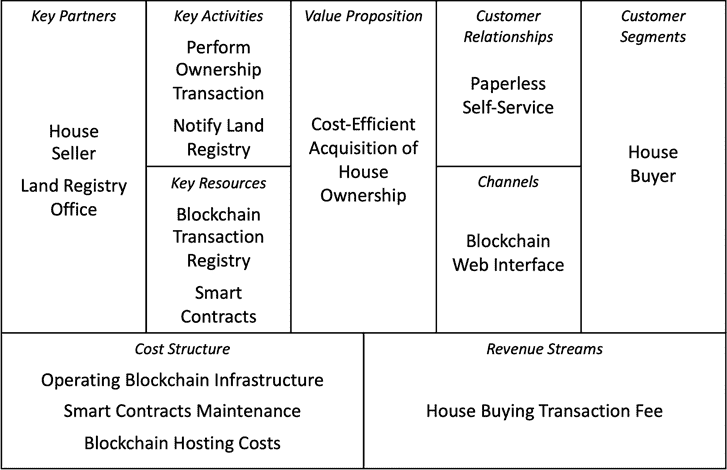 Key Partners
House
Seller
Land Registry
Office
Key Activities
Perform
Ownership
Transaction
Notify Land
Registry
Key Resources
Blockchain
Transaction
Registry
Smart
Contracts
Value Proposition
Cost-Efficient
Acquisition of
House
Ownership
Customer
Relationships
Paperless
Self-Service
Channels
Blockchain
Web Interface
Customer
Segments
House
Buyer
Cost Structure
Operating Blockchain Infrastructure
Smart Contracts Maintenance
Blockchain Hosting Costs
Revenue Streams
House Buying Transaction Fee